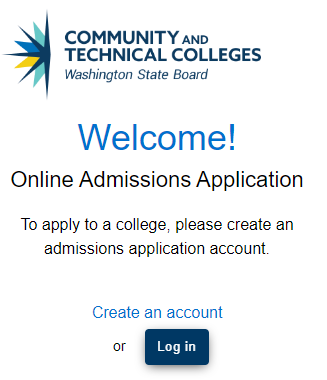 COMMUNITY AND
TECHNICAL COLLEGES
Washington State Board
Welcome!
Online Admissions Application
To apply to a college, please create an
admissions application account.
Create an account
or Log in